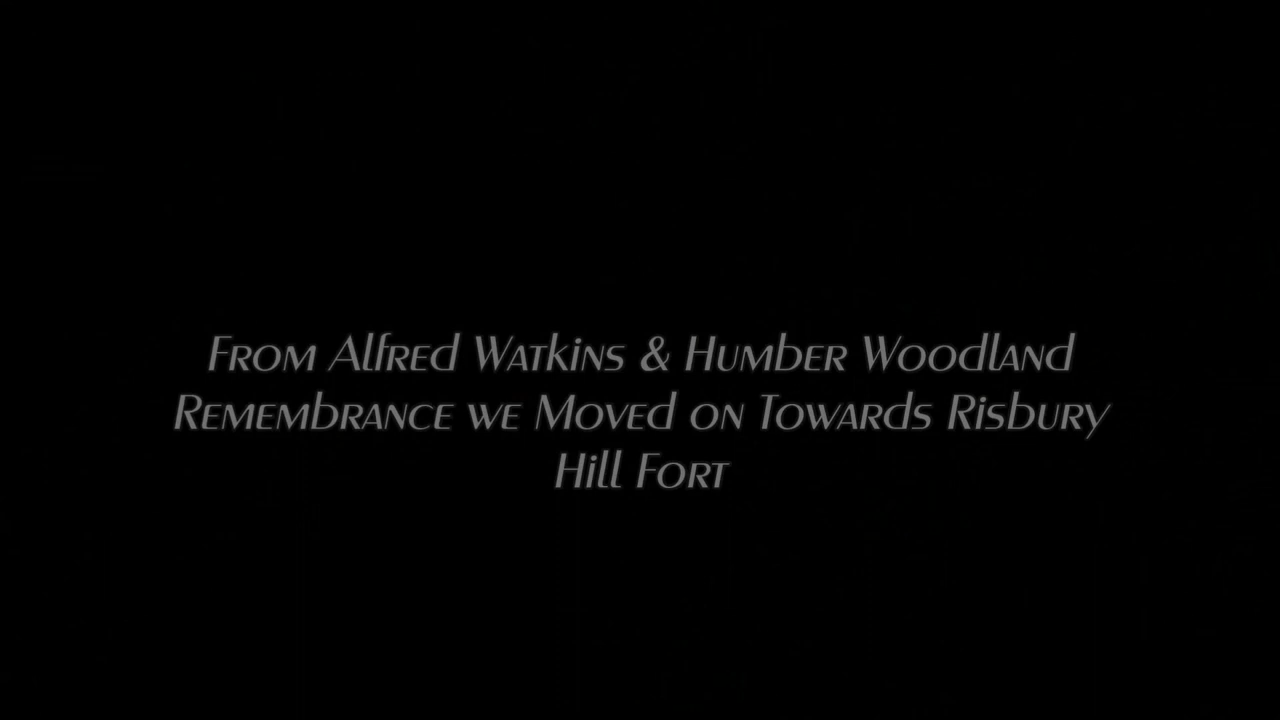 From Alfred Watkins & Humber Woodland
Remembrance we Moved on Towards Risbury
Hill Fort